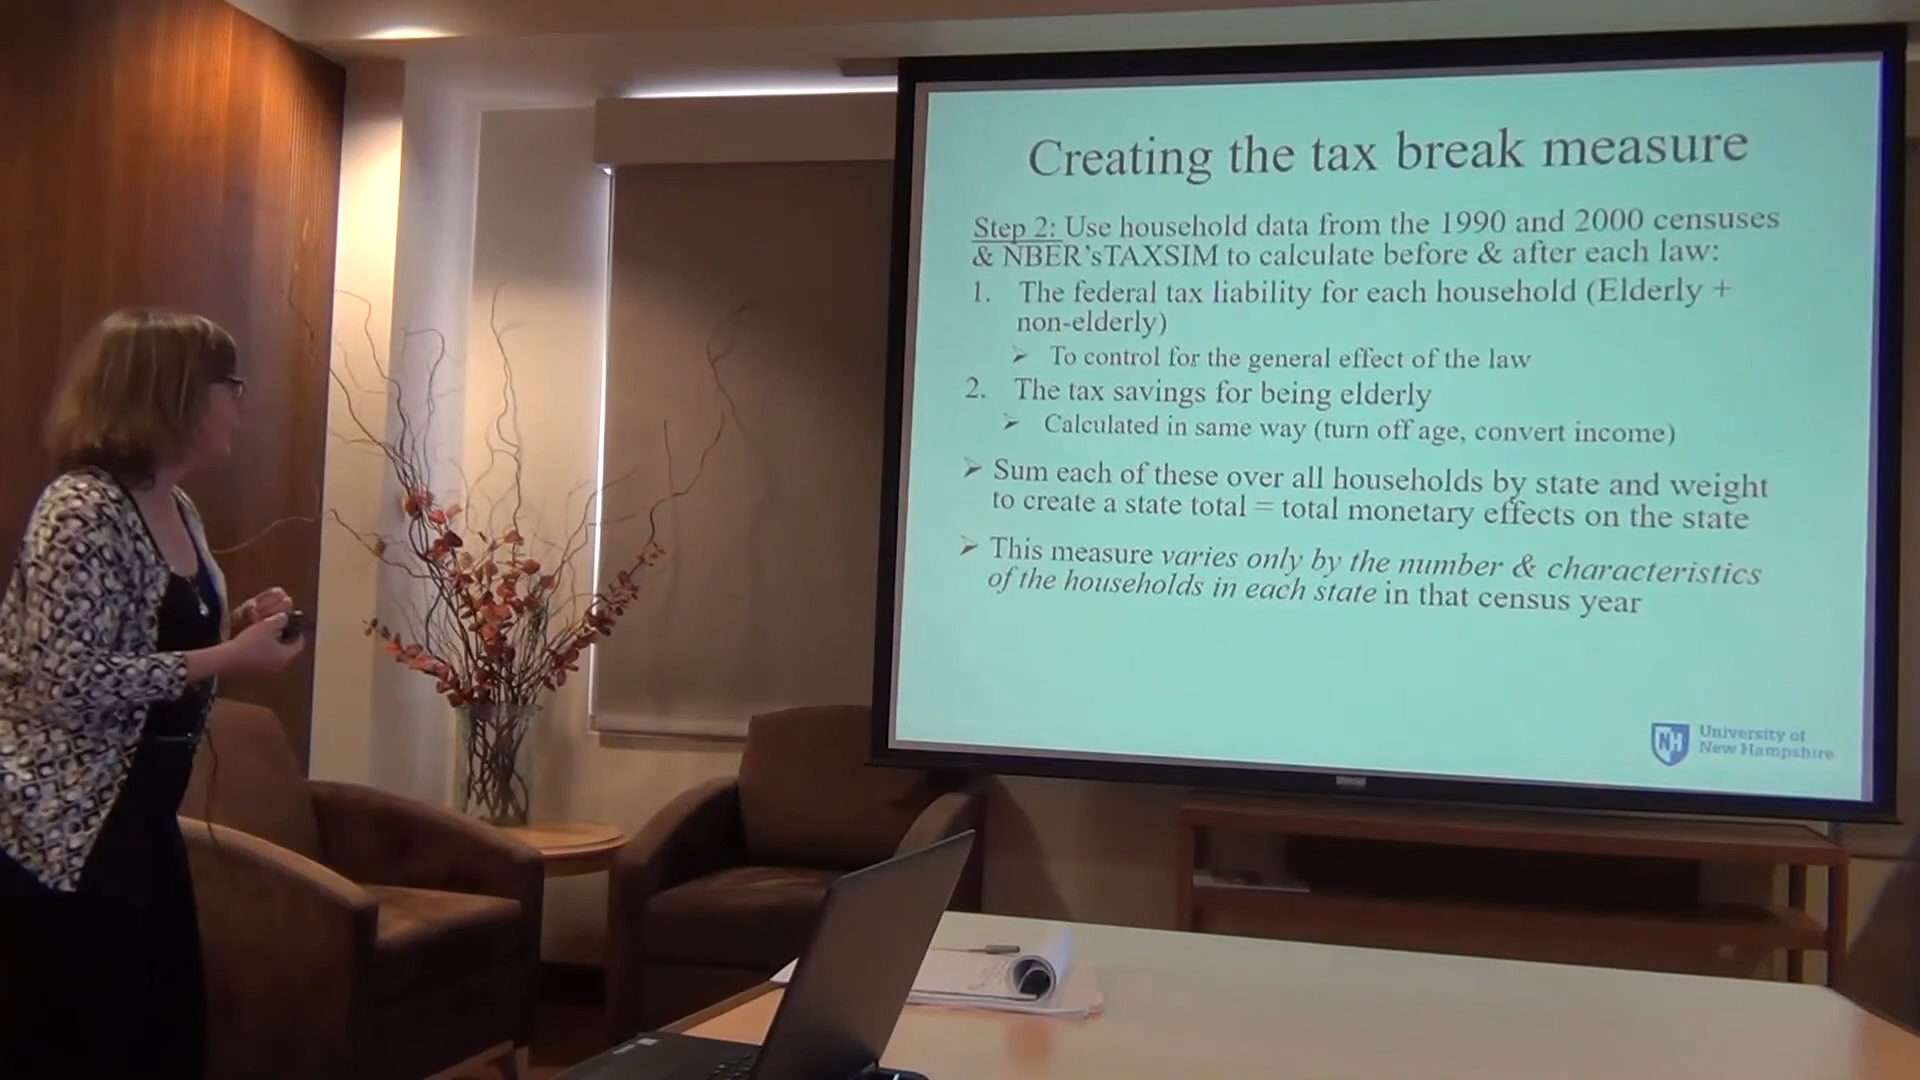 Creating the tax break measure
Step 2: Use household data from the 1990 and 2000 censuses
& NBER'sTAXSIM to calculate before & after each law:
1. The federal tax liability for each household (Elderly +
non-elderly)
➢ To control for the general effect of the law
2. The tax savings for being elderly
➢ Calculated in same way (turn off age, convert income)
➢ Sum each of these over all households by state and weight
to create a state total = total monetary effects on the state
➢ This measure varies only by the number & characteristics
of the households in each state in that census year
NH
University of
New Hampshire